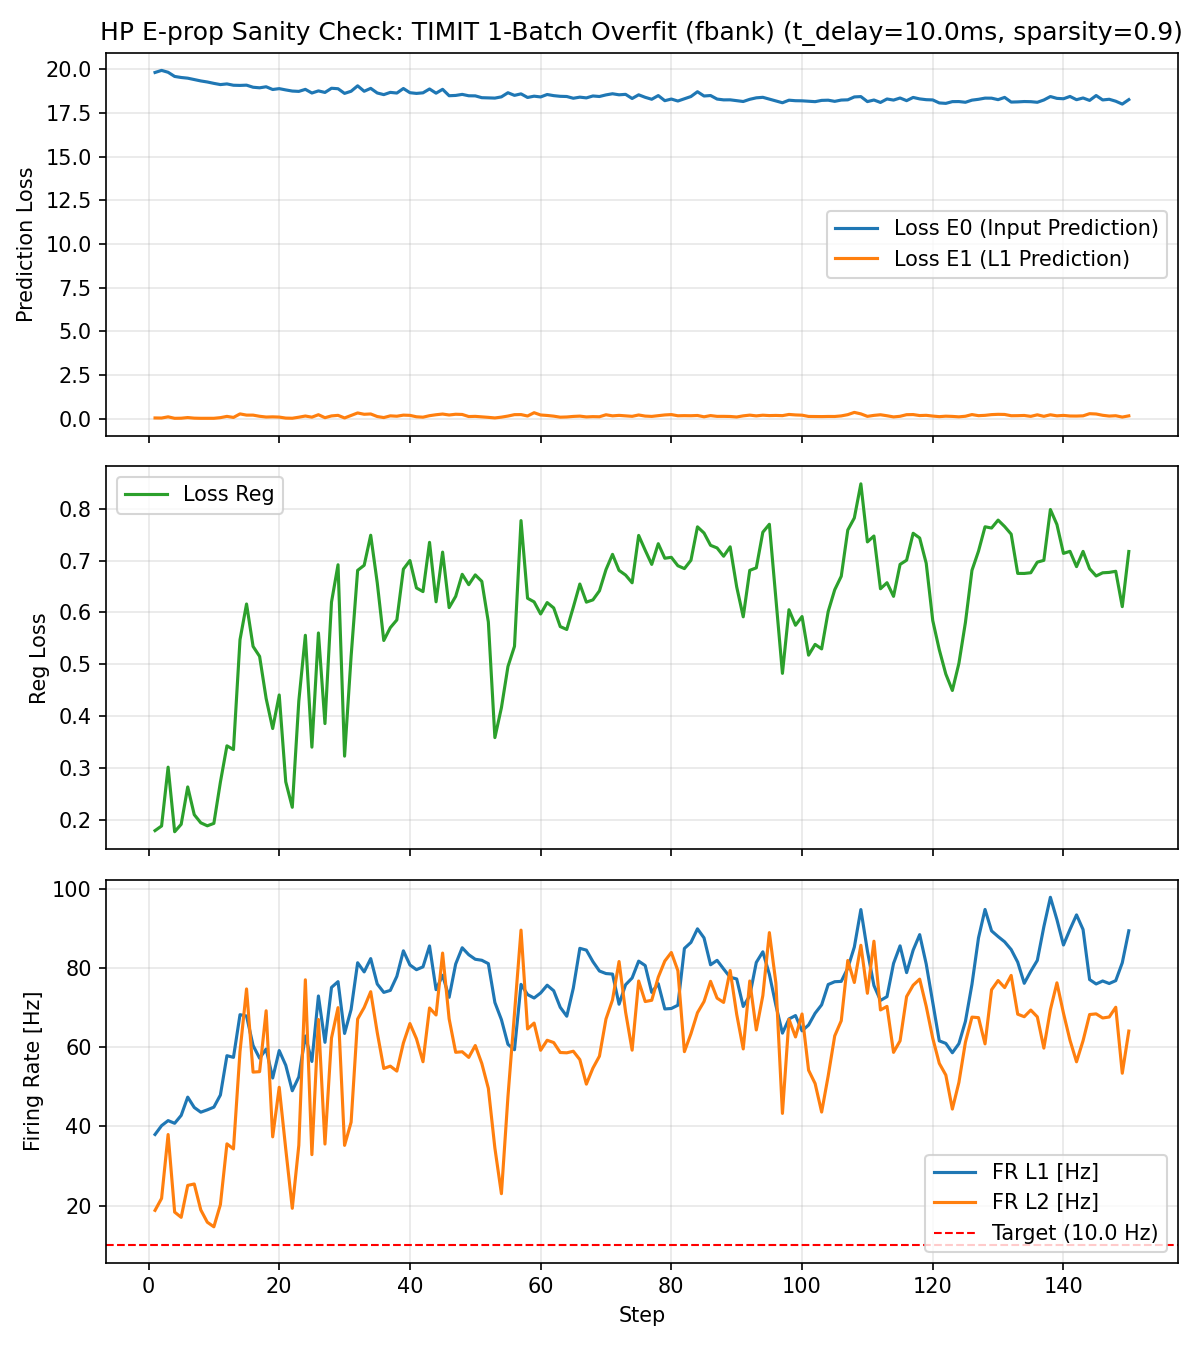 HP E-prop Sanity Check: TIMIT 1-Batch Overfit (fbank) (t_delay=10.0ms, sparsity=0.9)
20.0
17.5
15.0
12.5
10.0
7.5
5.0
2.5
0.0
Prediction Loss
Loss E0 (Input Prediction)
Loss E1 (L1 Prediction)
0.8
0.7
0.6
0.5
0.4
0.3
0.2
Reg Loss
Loss Reg
100
80
60
40
20
Firing Rate [Hz]
FR L1 [Hz]
FR L2 [Hz]
Target (10.0 Hz)
0 20 40 60 80 100 120 140
Step